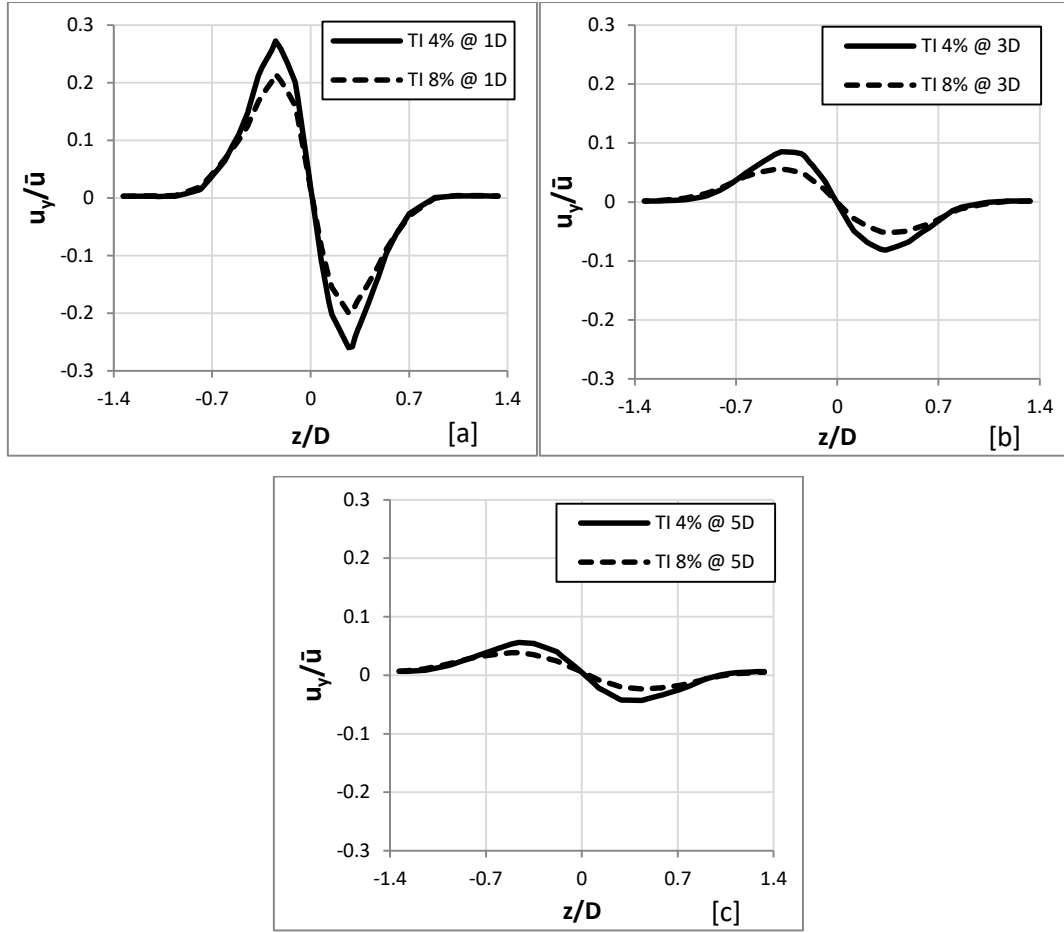 0.3
TI 4% @ 1D
TI 8% @ 1D
0.2
0.1
0
-0.1
-0.2
-0.3
u_y/ū
-1.4 -0.7 0 0.7 1.4
z/D [a]
0.3
TI 4% @ 3D
TI 8% @ 3D
0.2
0.1
0
-0.1
-0.2
-0.3
u_y/ū
-1.4 -0.7 0 0.7 1.4
z/D [b]
0.3
TI 4% @ 5D
TI 8% @ 5D
0.2
0.1
0
-0.1
-0.2
-0.3
u_y/ū
-1.4 -0.7 0 0.7 1.4
z/D [c]